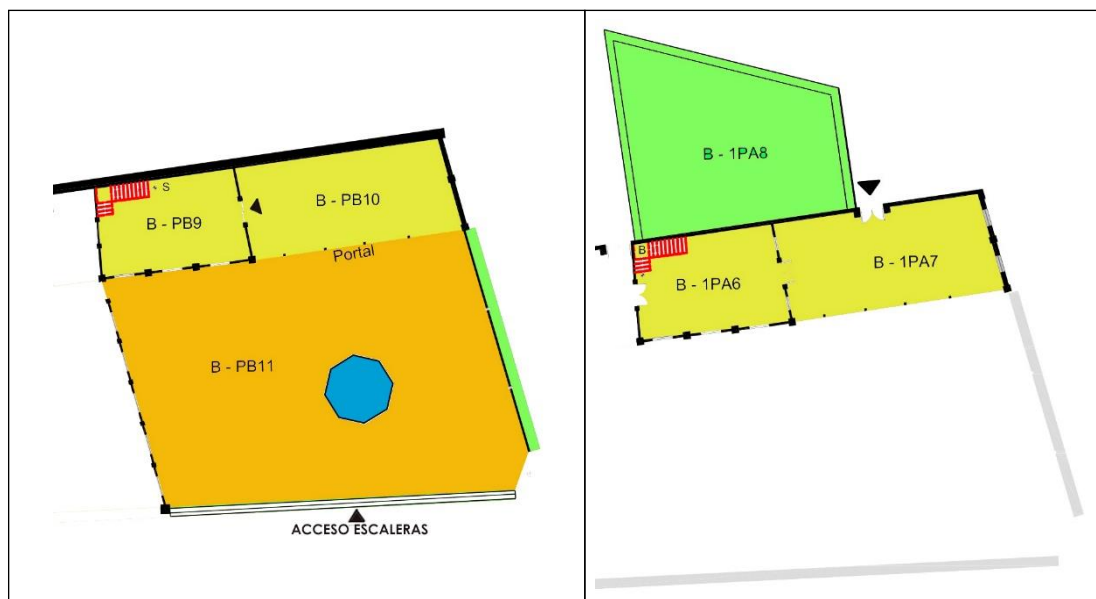 S
B - PB9
B - PB10
Portal
B - PB11
ACCESO ESCALERAS
B - 1PA8
B
B - 1PA6
B - 1PA7